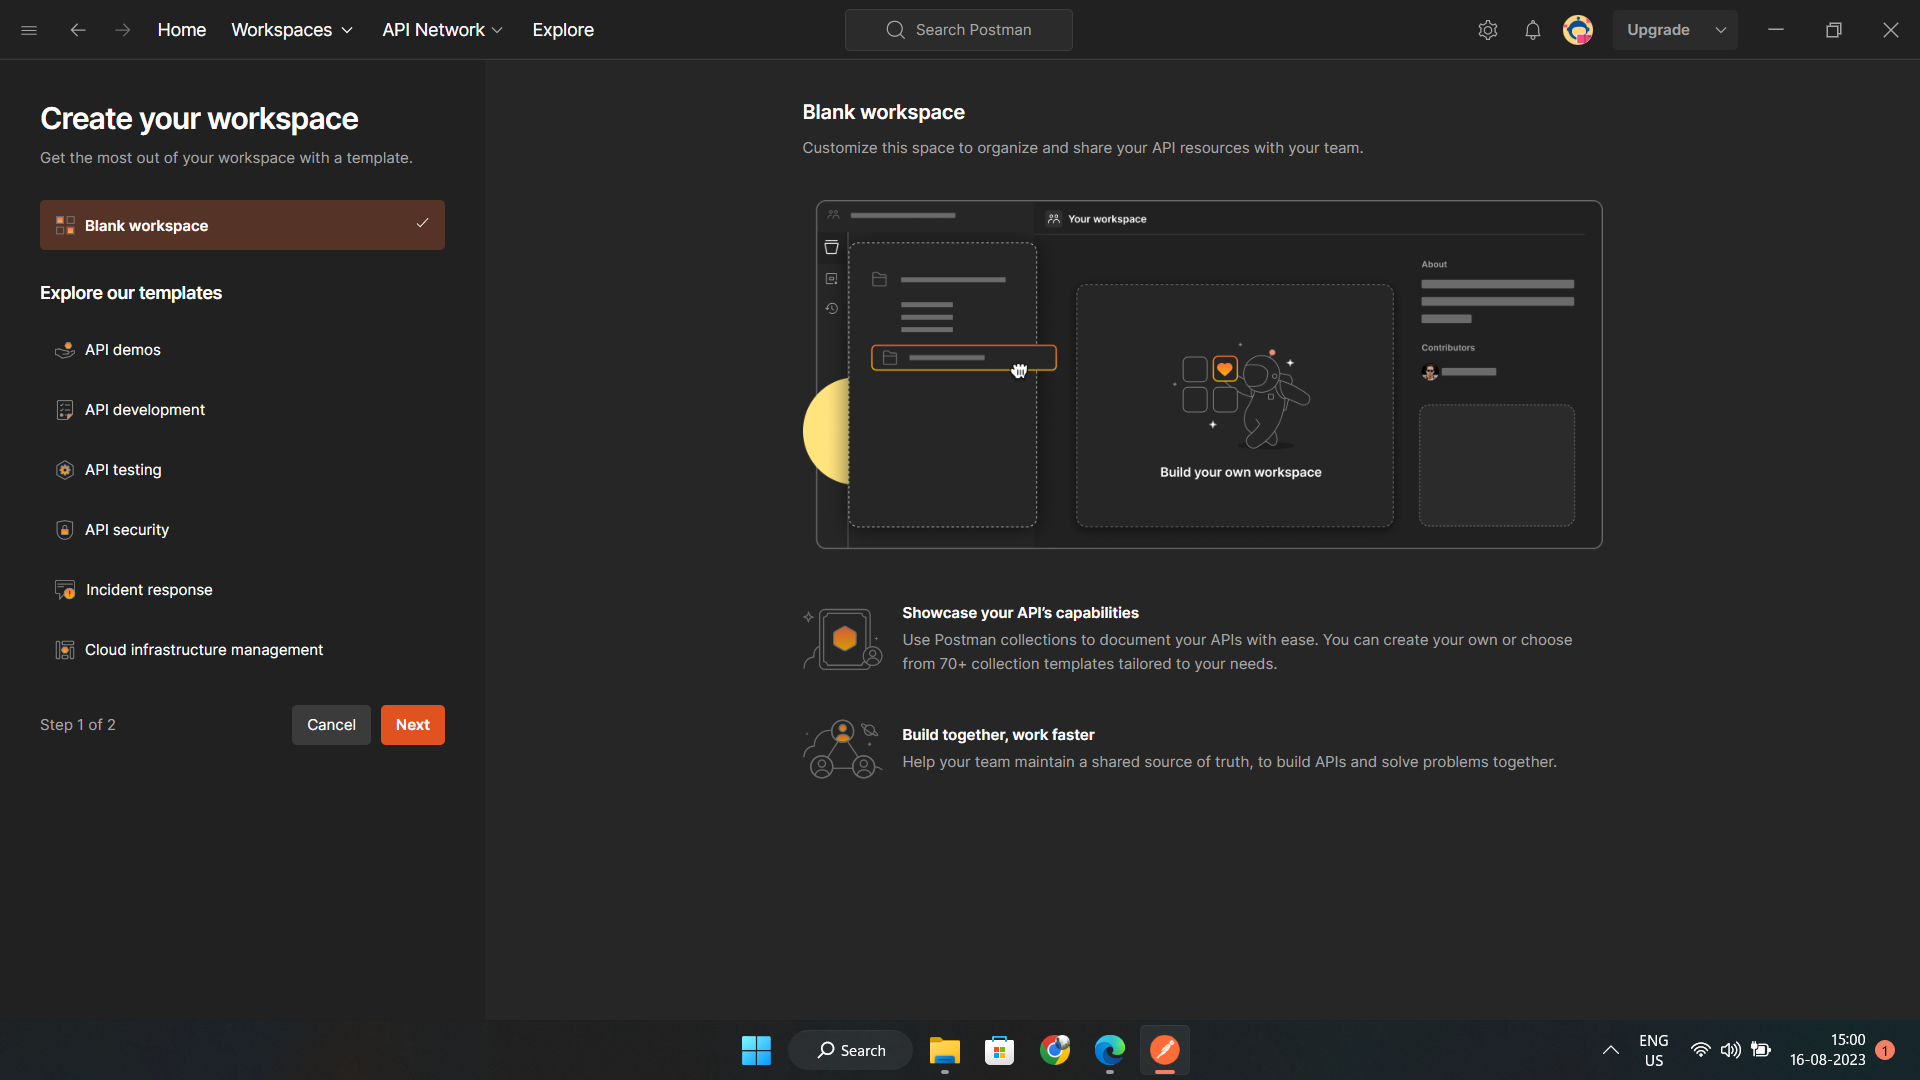 Home Workspaces API Network Explore
Search Postman
Upgrade
Create your workspace
Get the most out of your workspace with a template.
Blank workspace
Explore our templates
API demos
API development
API testing
API security
Incident response
Cloud infrastructure management
Step 1 of 2
Cancel
Next
Blank workspace
Customize this space to organize and share your API resources with your team.
Your workspace
About
Contributors
Build your own workspace
Showcase your API’s capabilities
Use Postman collections to document your APIs with ease. You can create your own or choose
from 70+ collection templates tailored to your needs.
Build together, work faster
Help your team maintain a shared source of truth, to build APIs and solve problems together.
Search
ENG
US
15:00
16-08-2023
1